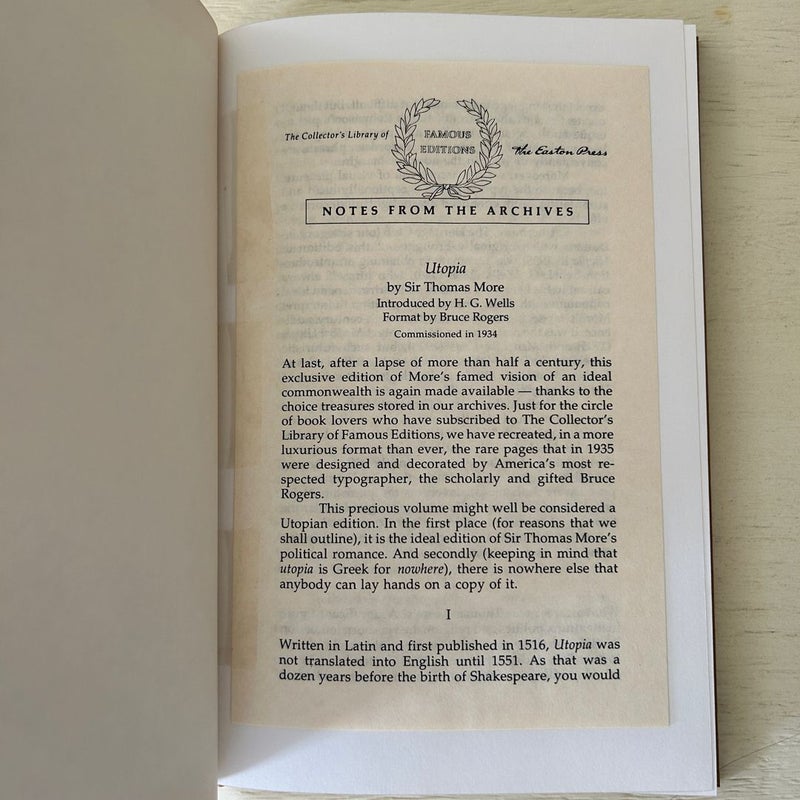 The Collector's Library of
FAMOUS
EDITIONS
The Easton Press
NOTES FROM THE ARCHIVES
Utopia
by Sir Thomas More
Introduced by H. G. Wells
Format by Bruce Rogers
Commissioned in 1934
At last, after a lapse of more than half a century, this
exclusive edition of More's famed vision of an ideal
commonwealth is again made available — thanks to the
choice treasures stored in our archives. Just for the circle
of book lovers who have subscribed to The Collector's
Library of Famous Editions, we have recreated, in a more
luxurious format than ever, the rare pages that in 1935
were designed and decorated by America's most re-
spected typographer, the scholarly and gifted Bruce
Rogers.
This precious volume might well be considered a
Utopian edition. In the first place (for reasons that we
shall outline), it is the ideal edition of Sir Thomas More's
political romance. And secondly (keeping in mind that
utopia is Greek for nowhere), there is nowhere else that
anybody can lay hands on a copy of it.
I
Written in Latin and first published in 1516, Utopia was
not translated into English until 1551. As that was a
dozen years before the birth of Shakespeare, you would